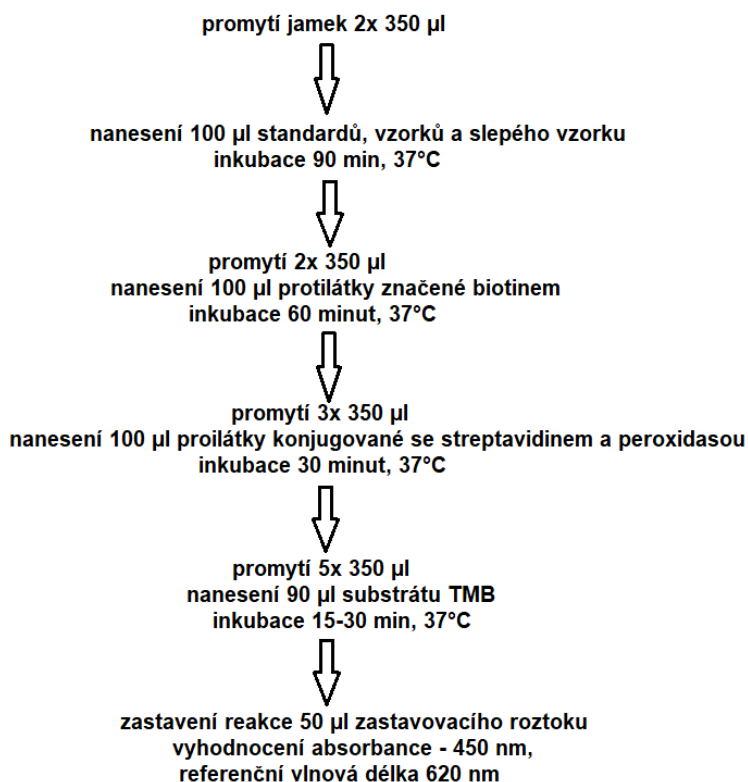 promytí jamek 2x 350 µl
nanesení 100 µl standardů, vzorků a slepého vzorku
inkubace 90 min, 37°C
promytí 2x 350 µl
nanesení 100 µl protilátky značené biotinem
inkubace 60 minut, 37°C
promytí 3x 350 µl
nanesení 100 µl proilátky konjugované se streptavidinem a peroxidasou
inkubace 30 minut, 37°C
promytí 5x 350 µl
nanesení 90 µl substrátu TMB
inkubace 15-30 min, 37°C
zastavení reakce 50 µl zastavovacího roztoku
vyhodnocení absorbance - 450 nm,
referenční vlnová délka 620 nm